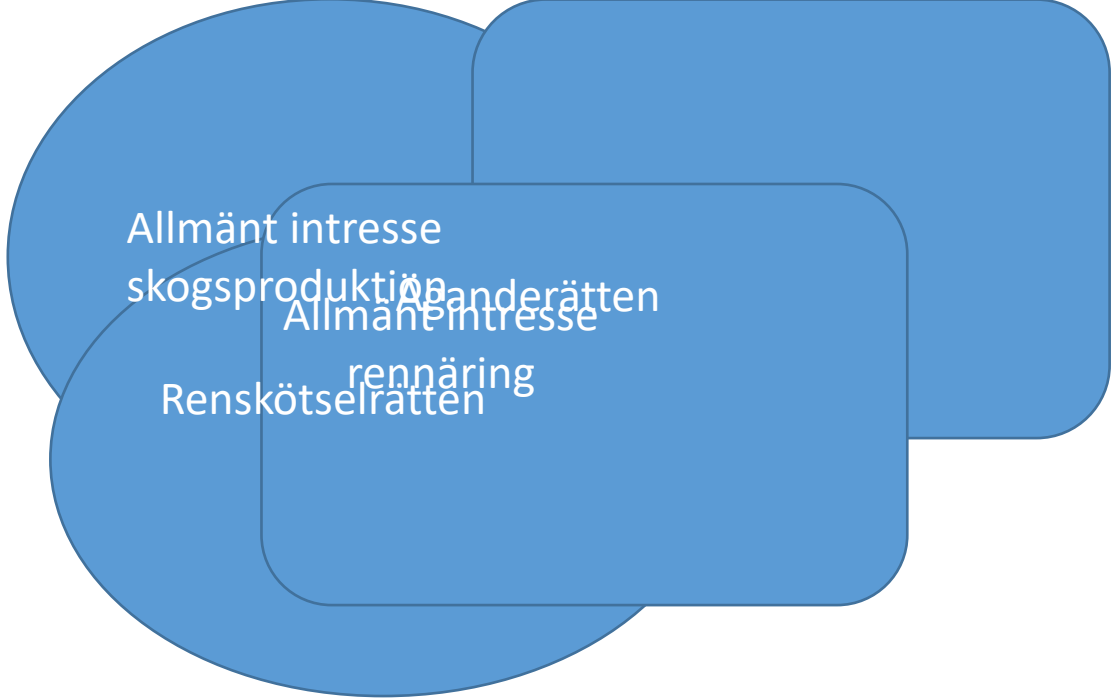 Allmänt intresse
skogsproduktion
Äganderätten
Allmänt intresse
rennäring
Renskötselrätten